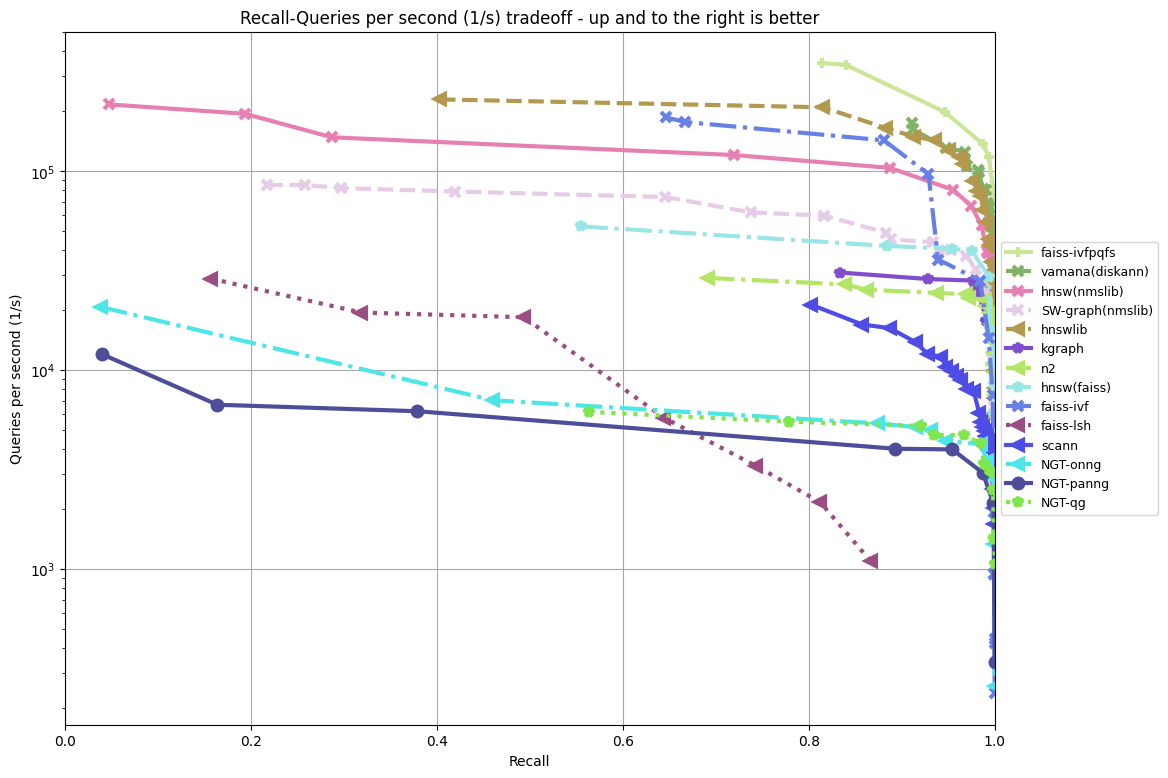 Recall-Queries per second (1/s) tradeoff - up and to the right is better
Queries per second (1/s)
10^5
10^4
10^3
0.0 0.2 0.4 0.6 0.8 1.0
Recall
faiss-ivfpqfs
vamana(diskann)
hnsw(nmslib)
SW-graph(nmslib)
hnswlib
kgraph
n2
hnsw(faiss)
faiss-ivf
faiss-lsh
scann
NGT-onng
NGT-panng
NGT-qg